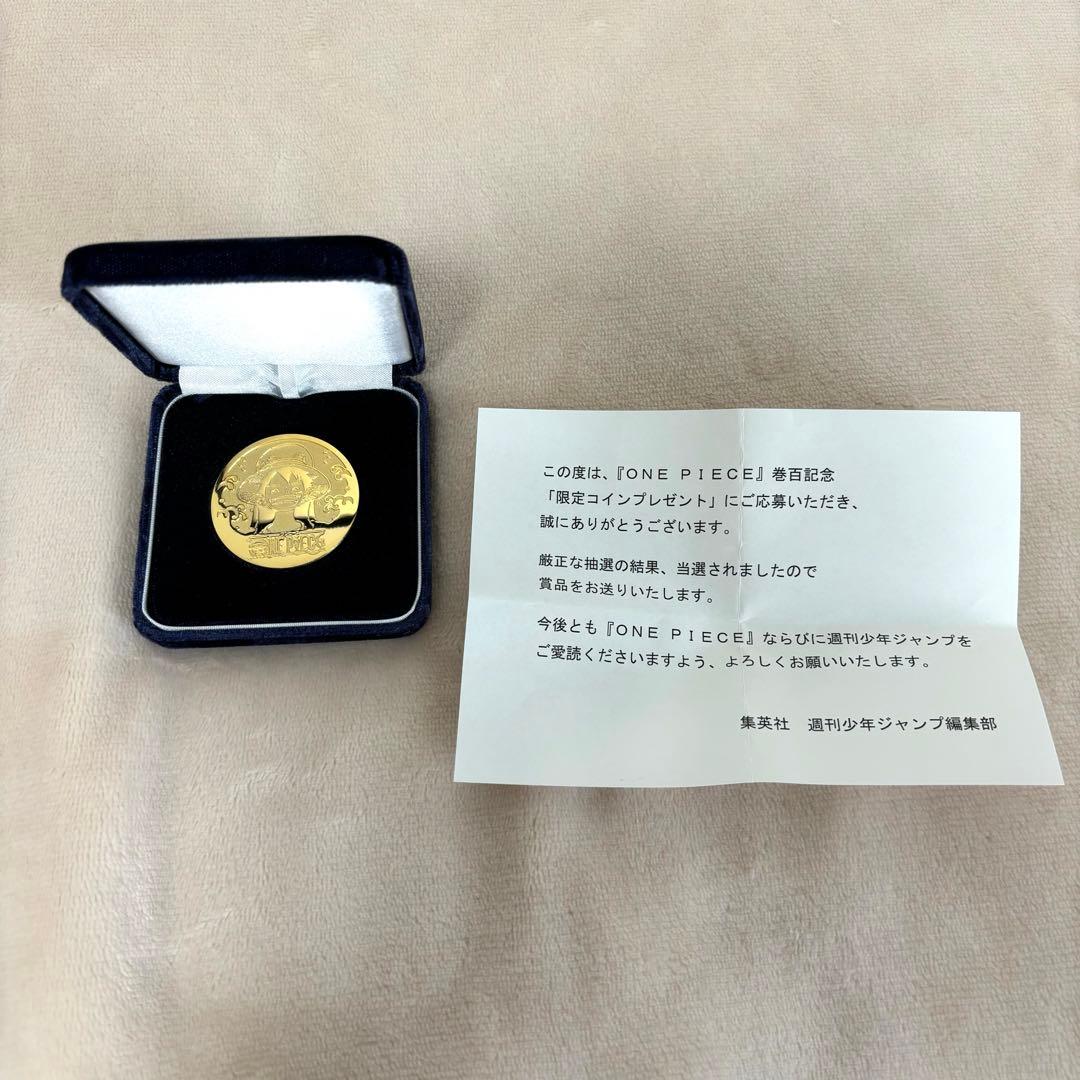 ONE PIECE
この度は、『ONE PIECE』巻百記念
「限定コインプレゼント」にご応募いただき、
誠にありがとうございます。
厳正な抽選の結果、当選されましたので
賞品をお送りいたします。
今後とも『ONE PIECE』ならびに週刊少年ジャンプを
ご愛読くださいますよう、よろしくお願いいたします。
集英社　週刊少年ジャンプ編集部